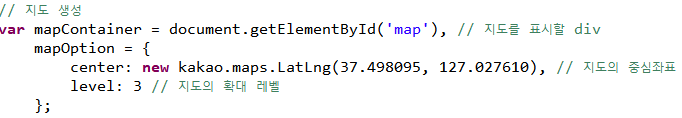 // 지도 생성
var mapContainer = document.getElementById('map'), // 지도를 표시할 div
    mapOption = {
        center: new kakao.maps.LatLng(37.498095, 127.027610), // 지도의 중심좌표
        level: 3 // 지도의 확대 레벨
    };